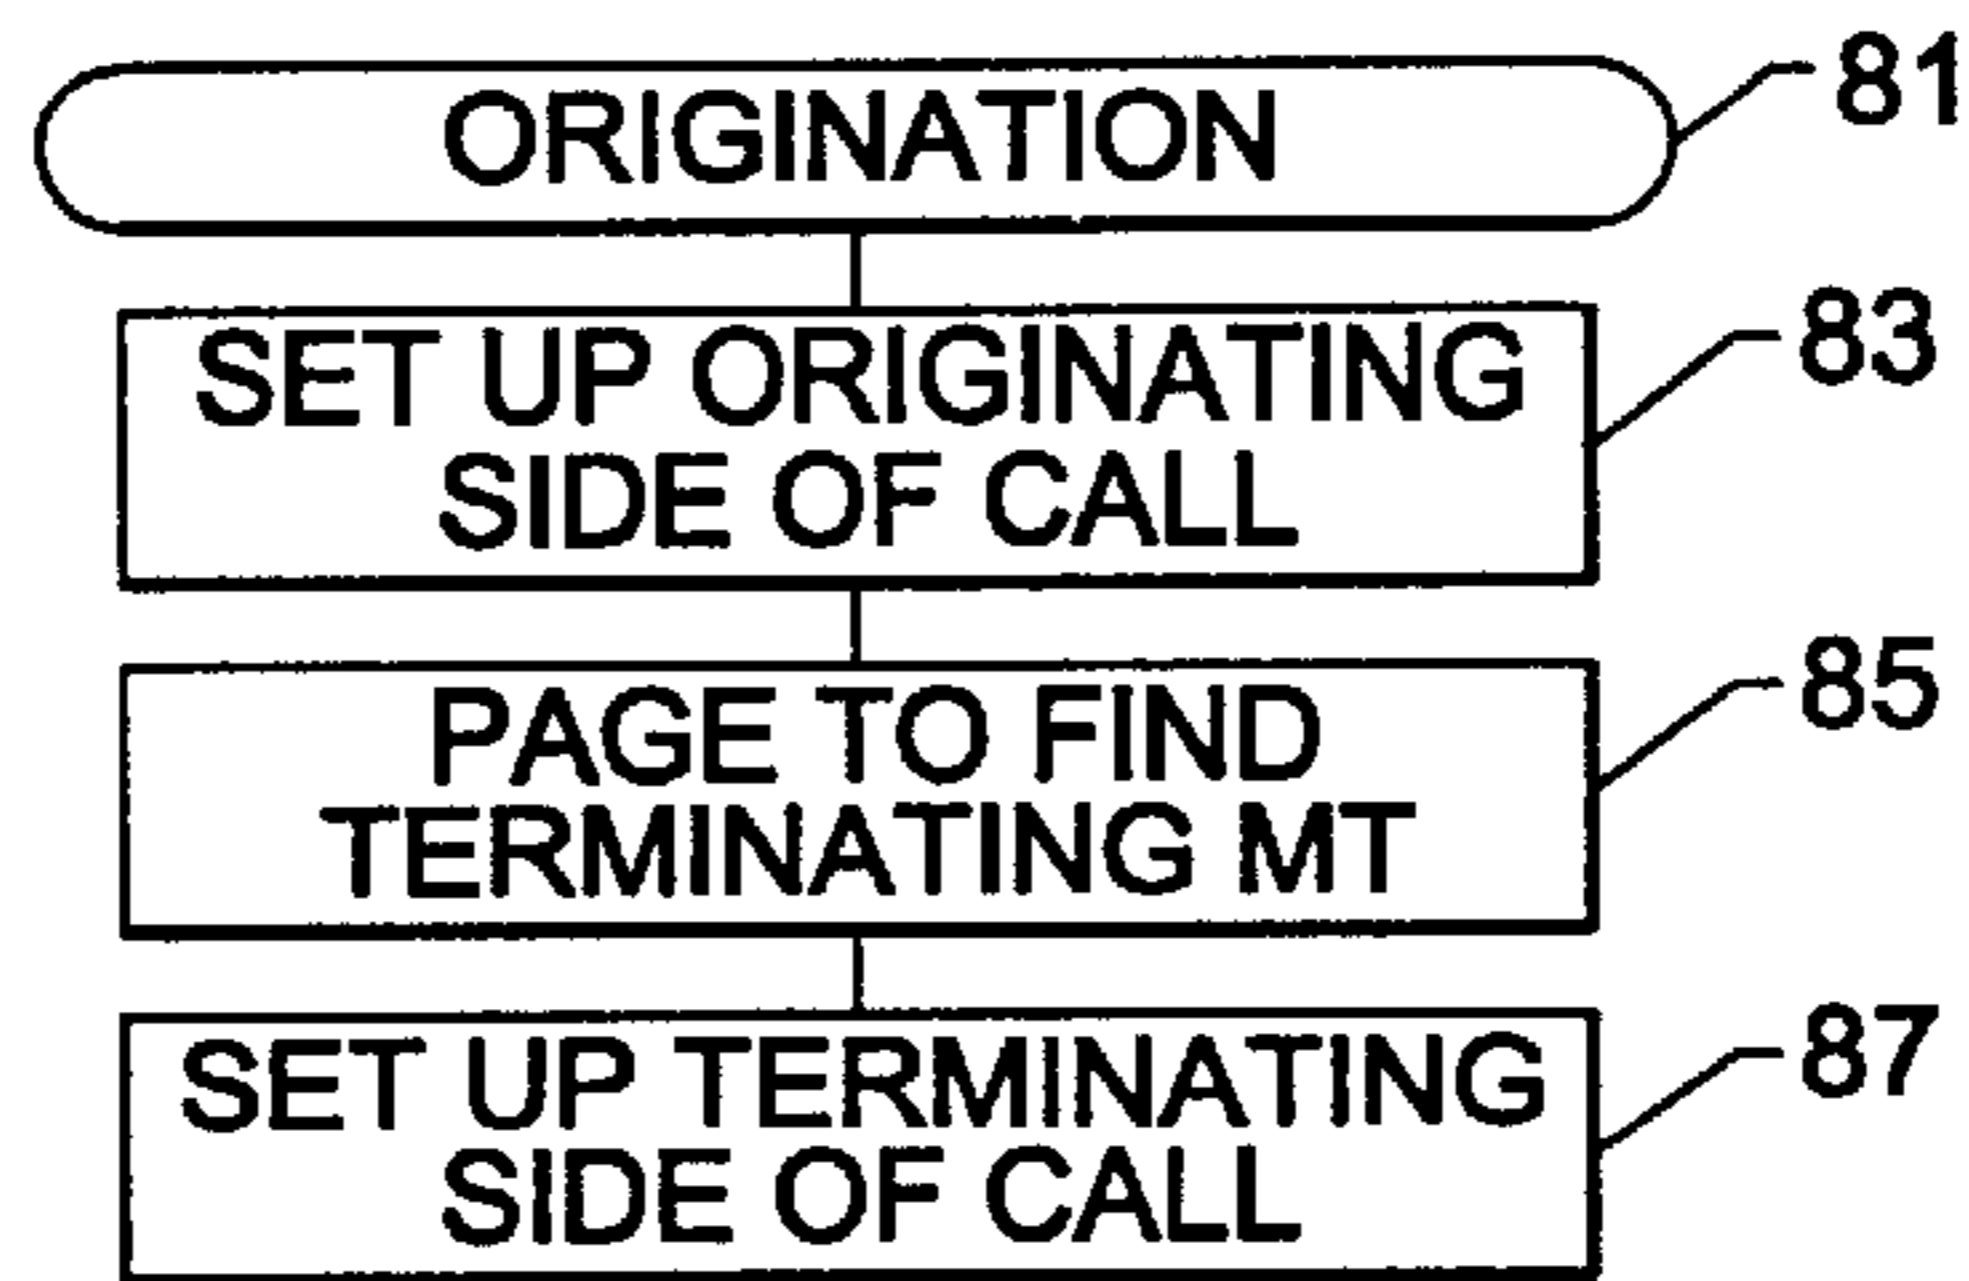 ORIGINATION
81
SET UP ORIGINATING
SIDE OF CALL
83
PAGE TO FIND
TERMINATING MT
85
SET UP TERMINATING
SIDE OF CALL
87